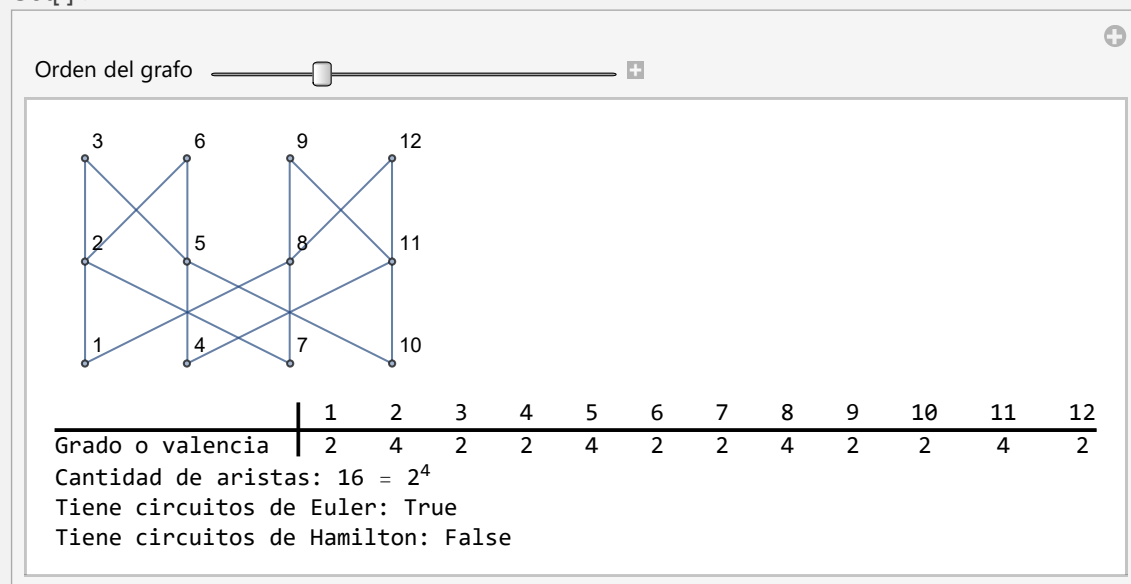 Orden del grafo
3 6 9 12
2 5 8 11
1 4 7 10
1 2 3 4 5 6 7 8 9 10 11 12
Grado o valencia 2 4 2 2 4 2 2 4 2 2 4 2
Cantidad de aristas: 16 = 2⁴
Tiene circuitos de Euler: True
Tiene circuitos de Hamilton: False